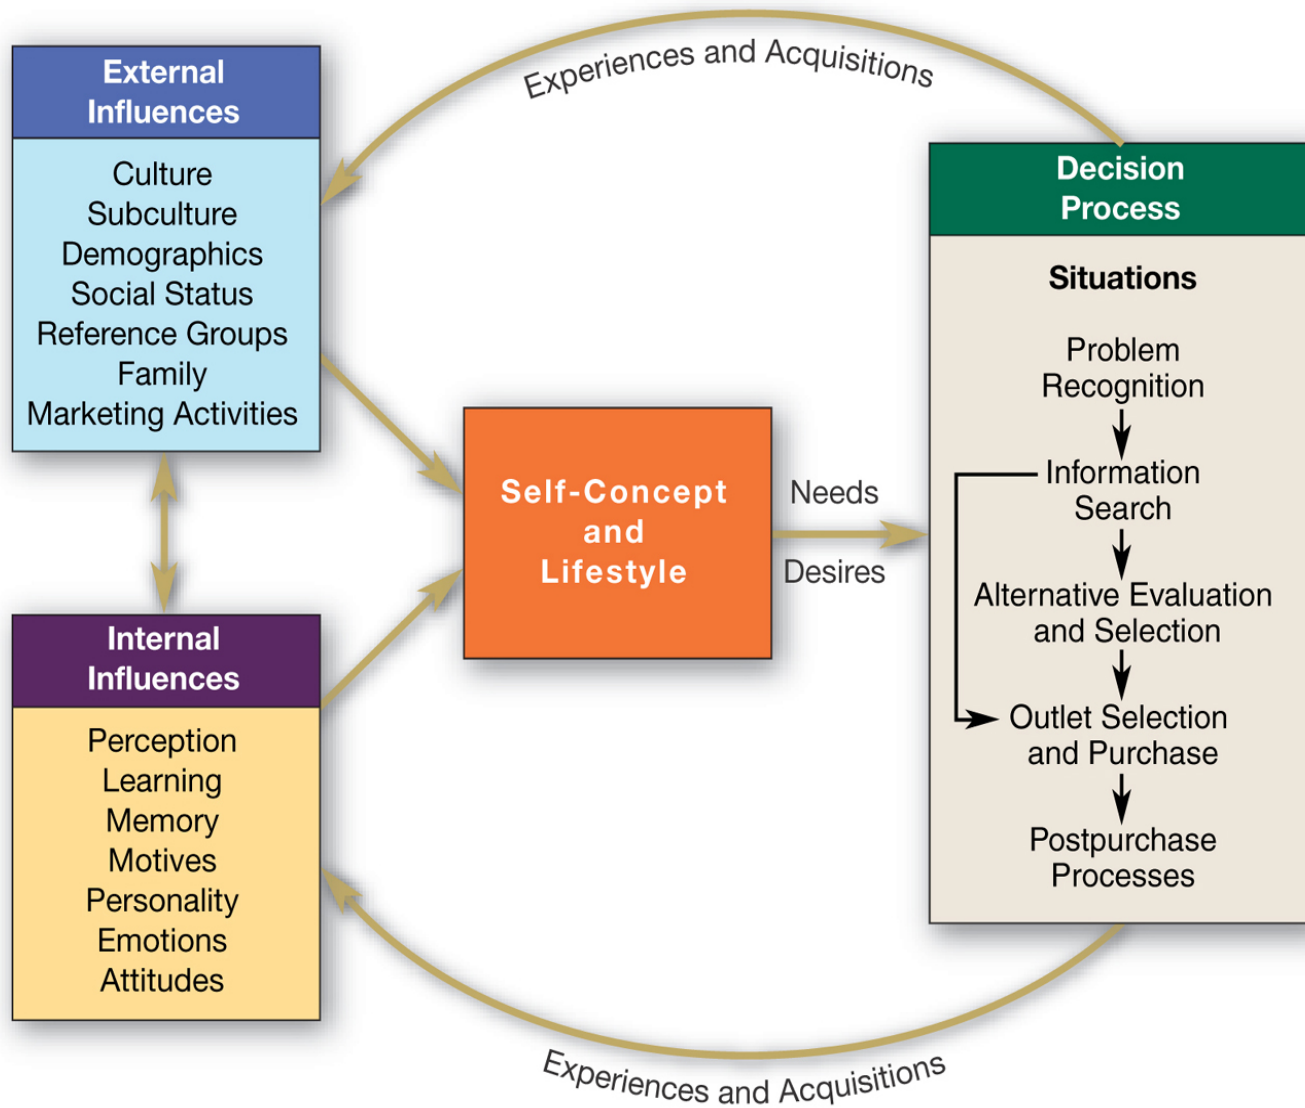 Experiences and Acquisitions
External
Influences
Culture
Subculture
Demographics
Social Status
Reference Groups
Family
Marketing Activities
Internal
Influences
Perception
Learning
Memory
Motives
Personality
Emotions
Attitudes
Self-Concept
and
Lifestyle
Needs
Desires
Decision
Process
Situations
Problem
Recognition
Information
Search
Alternative Evaluation
and Selection
Outlet Selection
and Purchase
Postpurchase
Processes
Experiences and Acquisitions